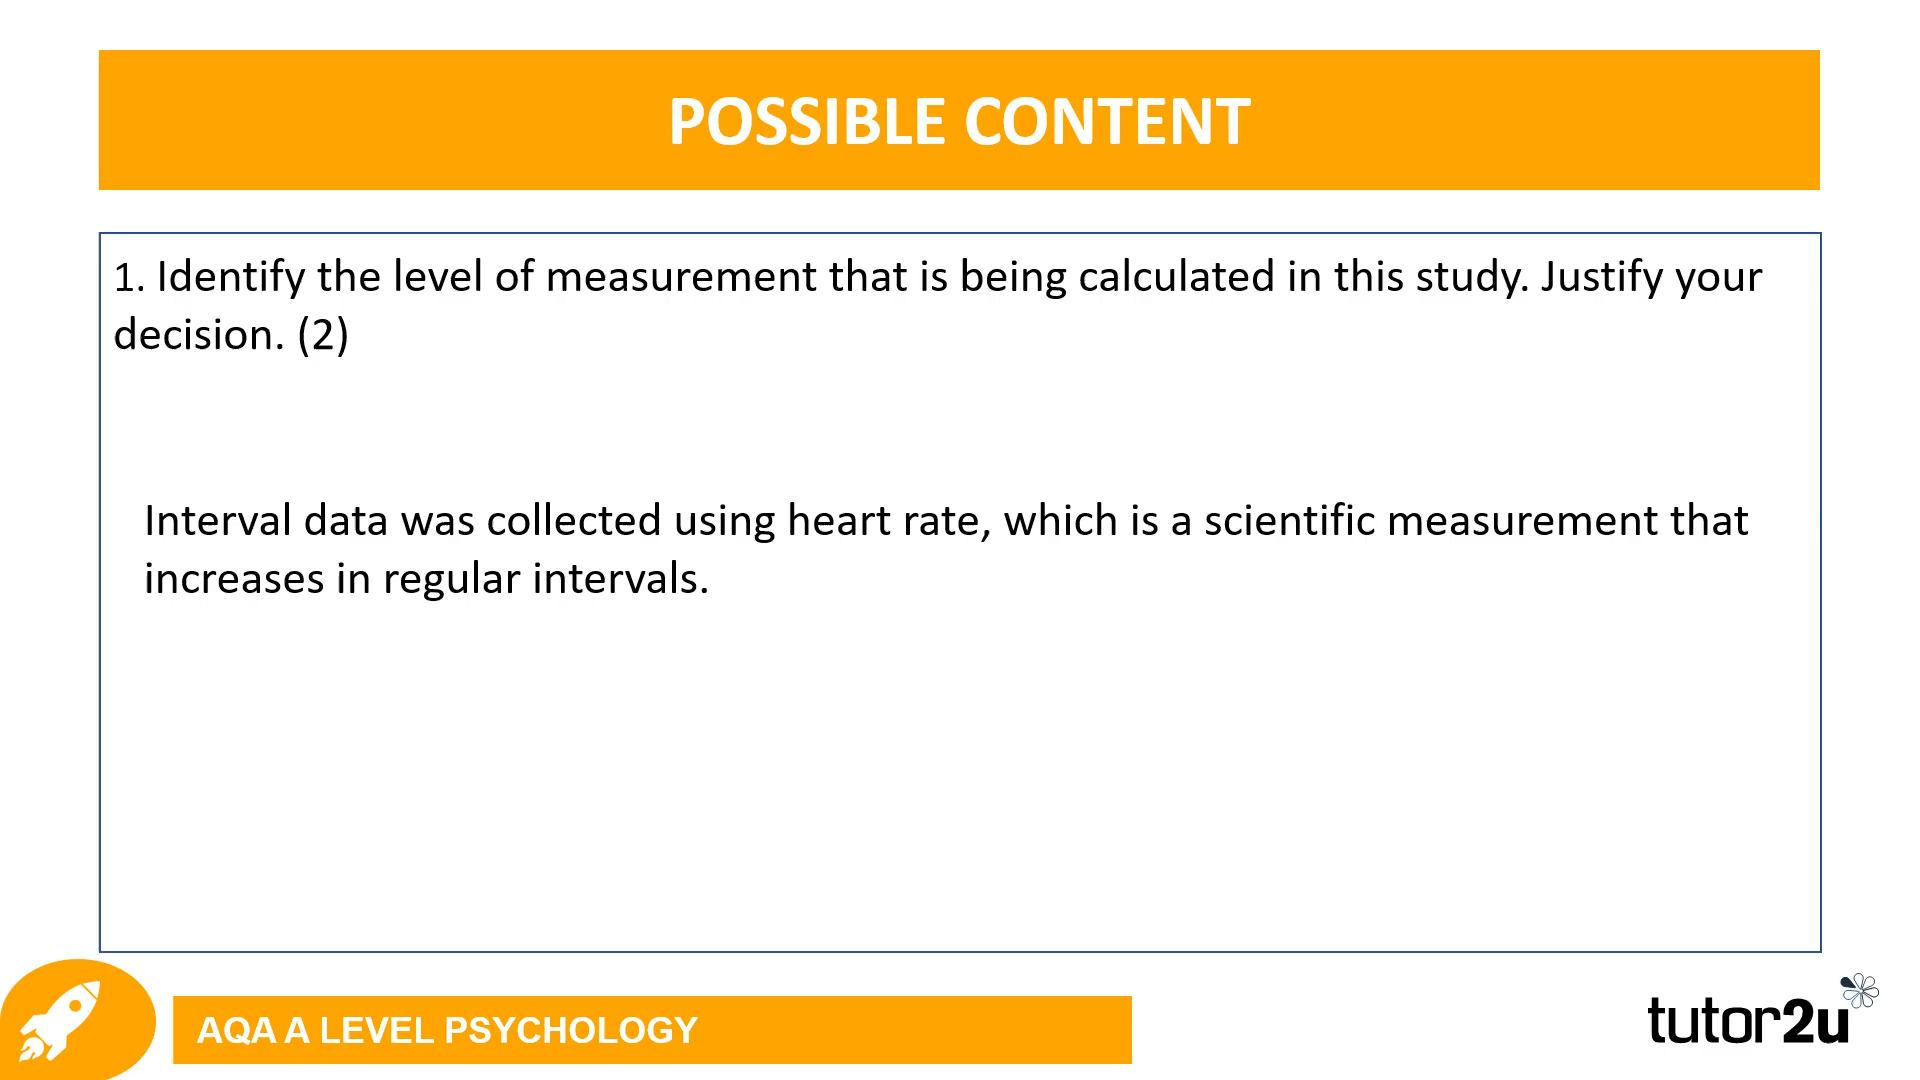 POSSIBLE CONTENT
1. Identify the level of measurement that is being calculated in this study. Justify your
decision. (2)
Interval data was collected using heart rate, which is a scientific measurement that
increases in regular intervals.
AQA A LEVEL PSYCHOLOGY
tutor2u